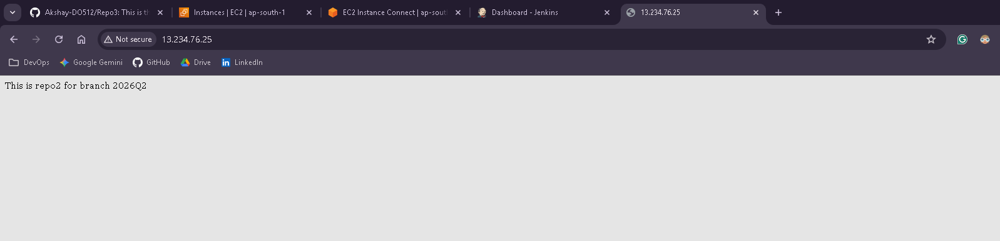 Akshay-DO512/Repo3: This is th
Instances | EC2 | ap-south-1
EC2 Instance Connect | ap-sout
Dashboard - Jenkins
13.234.76.25
Not secure
13.234.76.25
DevOps
Google Gemini
GitHub
Drive
LinkedIn
This is repo2 for branch 2026Q2